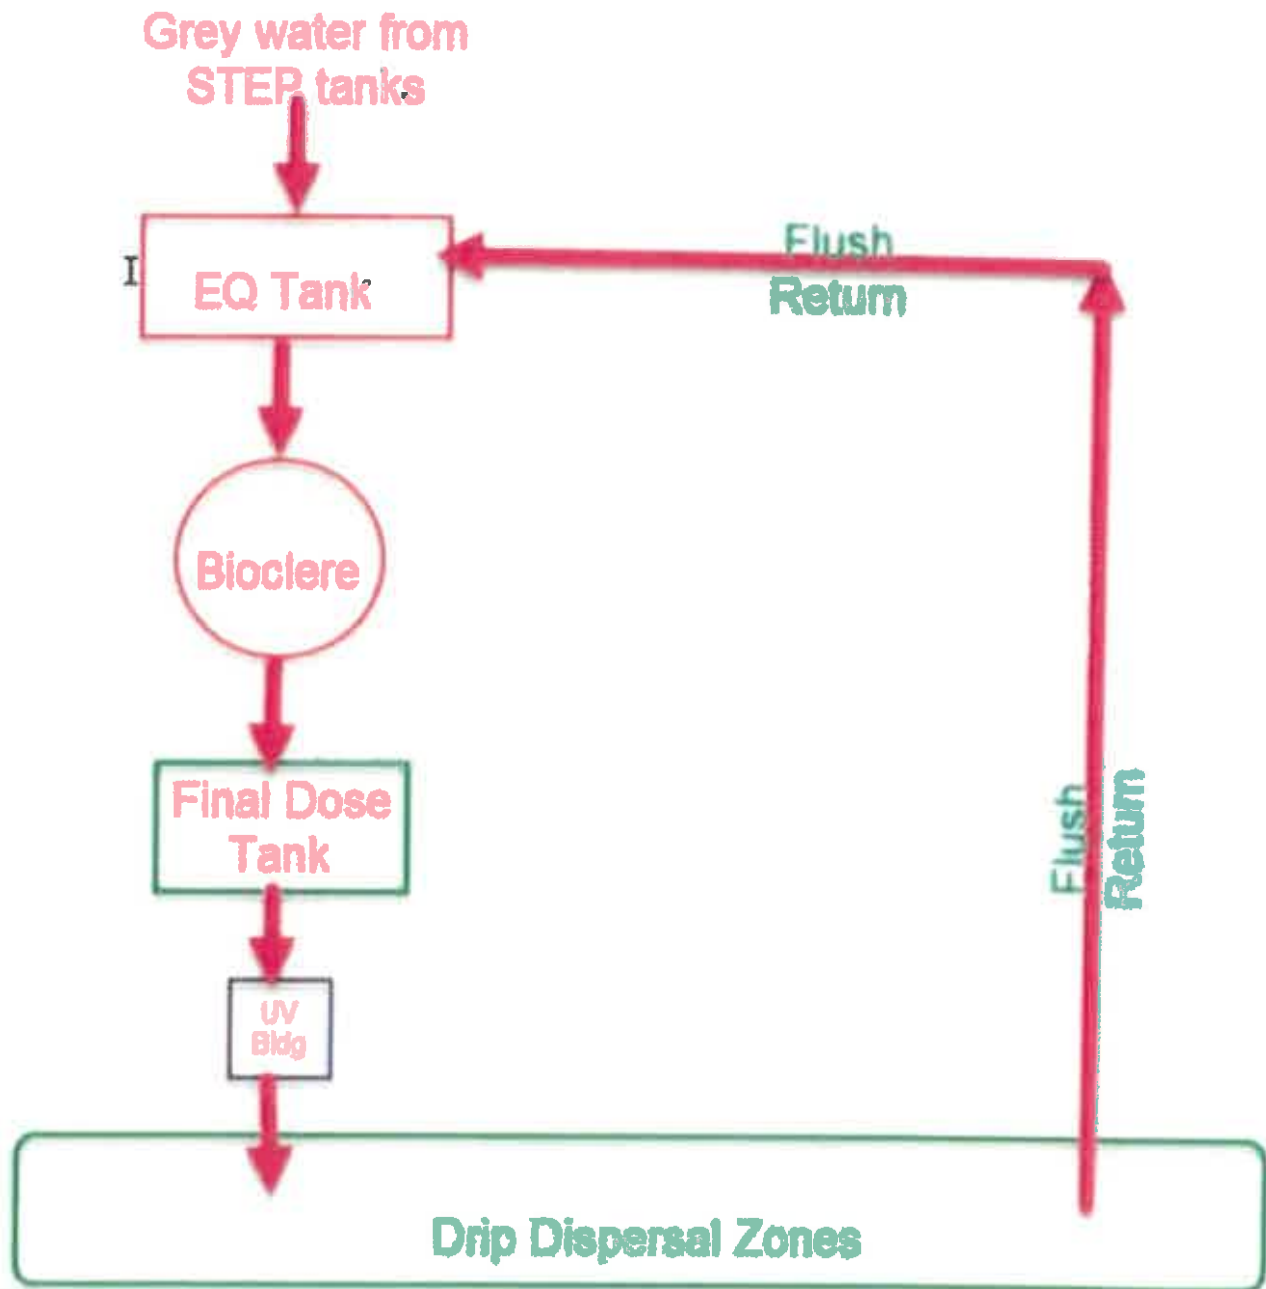 Grey water from
STEP tanks
Flush
Return
EQ Tank
Bioclere
Final Dose
Tank
Flush
Return
UV
Bldg
Drip Dispersal Zones